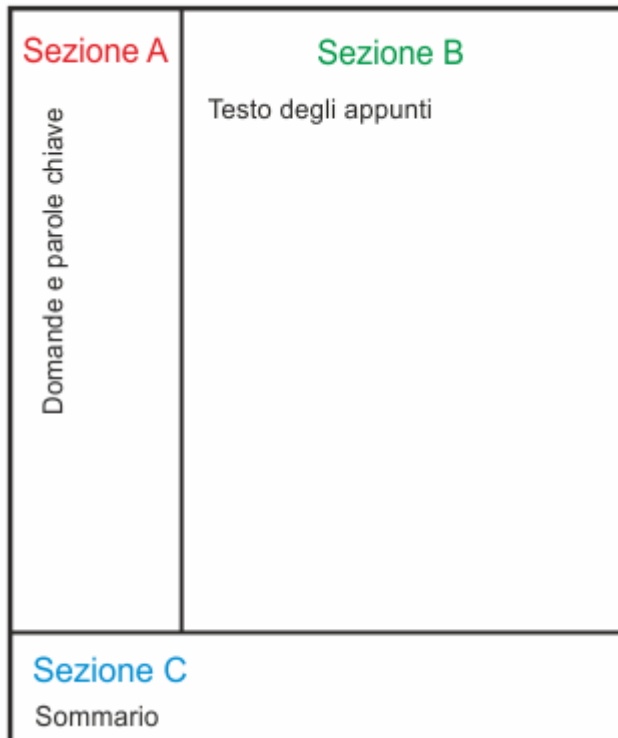 Sezione A
Domande e parole chiave
Sezione B
Testo degli appunti
Sezione C
Sommario